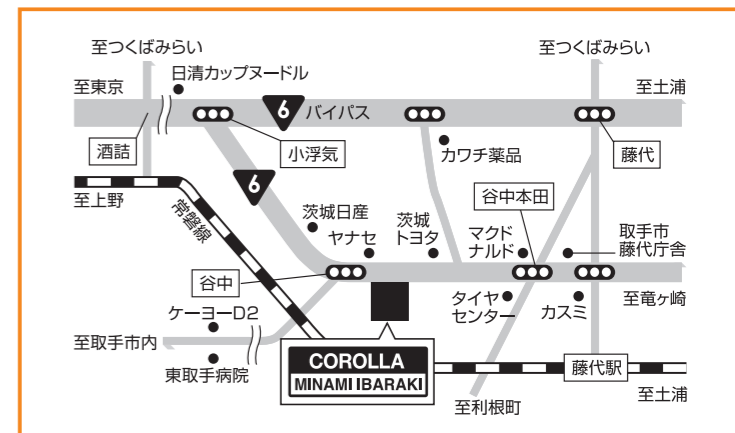 至つくばみらい
至つくばみらい
日清カップヌードル
至東京
至土浦
6
バイパス
酒詰
小浮気
カワチ薬品
藤代
6
谷中本田
至上野
常磐線
茨城日産
ヤナセ
茨城
トヨタ
マクド
ナルド
取手市
藤代庁舎
谷中
ケーヨーD2
タイヤ
センター
カスミ
至竜ヶ崎
至取手市内
東取手病院
COROLLA
MINAMI IBARAKI
藤代駅
至利根町
至土浦